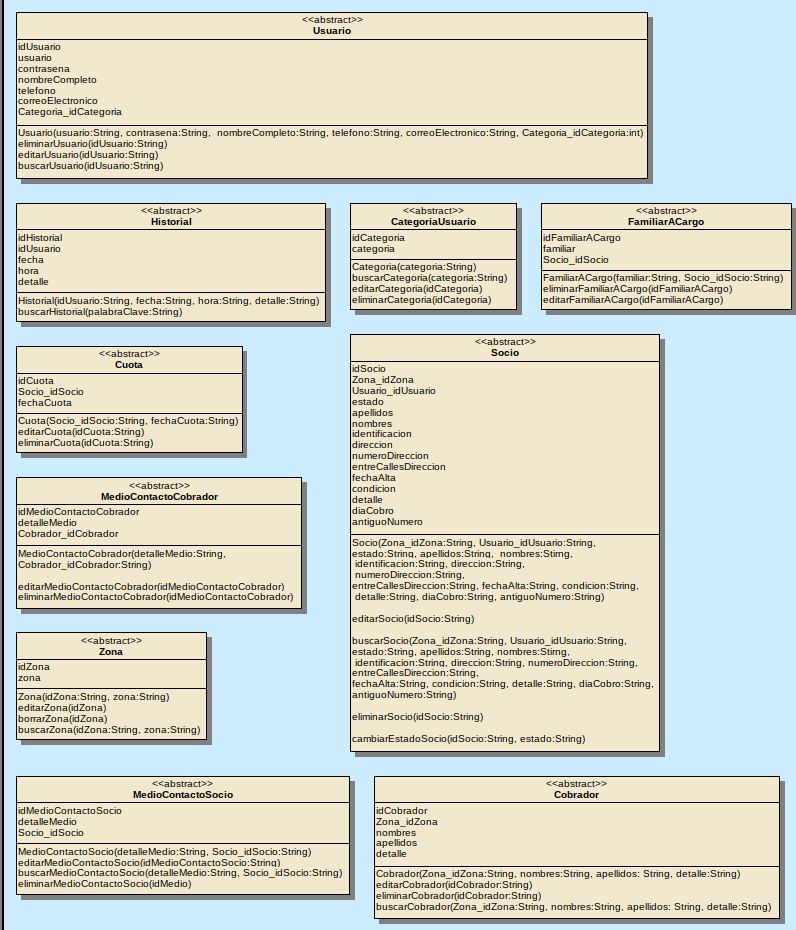 <<abstract>>
Usuario
idUsuario
usuario
contrasena
nombreCompleto
telefono
correoElectronico
Categoria_idCategoria
Usuario(usuario:String, contrasena:String, nombreCompleto:String, telefono:String, correoElectronico:String, Categoria_idCategoria:int)
eliminarUsuario(idUsuario:String)
editarUsuario(idUsuario:String)
buscarUsuario(idUsuario:String)
<<abstract>>
Historial
idHistorial
idUsuario
fecha
hora
detalle
Historial(idUsuario:String, fecha:String, hora:String, detalle:String)
buscarHistorial(palabraClave:String)
<<abstract>>
CategoriaUsuario
idCategoria
categoria
Categoria(categoria:String)
buscarCategoria(categoria:String)
editarCategoria(idCategoria)
eliminarCategoria(idCategoria)
<<abstract>>
FamiliarACargo
idFamiliarACargo
familiar
Socio_idSocio
FamiliarACargo(familiar:String, Socio_idSocio:String)
eliminarFamiliarACargo(idFamiliarACargo)
editarFamiliarACargo(idFamiliarACargo)
<<abstract>>
Cuota
idCuota
Socio_idSocio
fechaCuota
Cuota(Socio_idSocio:String, fechaCuota:String)
editarCuota(idCuota:String)
eliminarCuota(idCuota:String)
<<abstract>>
Socio
idSocio
Zona_idZona
Usuario_idUsuario
estado
apellidos
nombres
identificacion
direccion
numeroDireccion
entreCallesDireccion
fechaAlta
condicion
detalle
diaCobro
antiguoNumero
Socio(Zona_idZona:String, Usuario_idUsuario:String,
estado:String, apellidos:String, nombres:Stirng,
identificacion:String, direccion:String,
numeroDireccion:String,
entreCallesDireccion:String, fechaAlta:String, condicion:String,
detalle:String, diaCobro:String, antiguoNumero:String)
editarSocio(idSocio:String)
buscarSocio(Zona_idZona:String, Usuario_idUsuario:String,
estado:String, apellidos:String, nombres:Stirng,
identificacion:String, direccion:String, numeroDireccion:String,
entreCallesDireccion:String,
fechaAlta:String, condicion:String, detalle:String, diaCobro:String,
antiguoNumero:String)
eliminarSocio(idSocio:String)
cambiarEstadoSocio(idSocio:String, estado:String)
<<abstract>>
MedioContactoCobrador
idMedioContactoCobrador
detalleMedio
Cobrador_idCobrador
MedioContactoCobrador(detalleMedio:String,
Cobrador_idCobrador:String)
editarMedioContactoCobrador(idMedioContactoCobrador)
eliminarMedioContactoCobrador(idMedioContactoCobrador)
<<abstract>>
Zona
idZona
zona
Zona(idZona:String, zona:String)
editarZona(idZona)
borrarZona(idZona)
buscarZona(idZona:String, zona:String)
<<abstract>>
MedioContactoSocio
idMedioContactoSocio
detalleMedio
Socio_idSocio
MedioContactoSocio(detalleMedio:String, Socio_idSocio:String)
editarMedioContactoSocio(idMedioContactoSocio:String)
buscarMedioContactoSocio(detalleMedio:String, Socio_idSocio:String)
eliminarMedioContactoSocio(idMedio)
<<abstract>>
Cobrador
idCobrador
Zona_idZona
nombres
apellidos
detalle
Cobrador(Zona_idZona:String, nombres:String, apellidos: String, detalle:String)
editarCobrador(idCobrador:String)
eliminarCobrador(idCobrador:String)
buscarCobrador(Zona_idZona:String, nombres:String, apellidos: String, detalle:String)